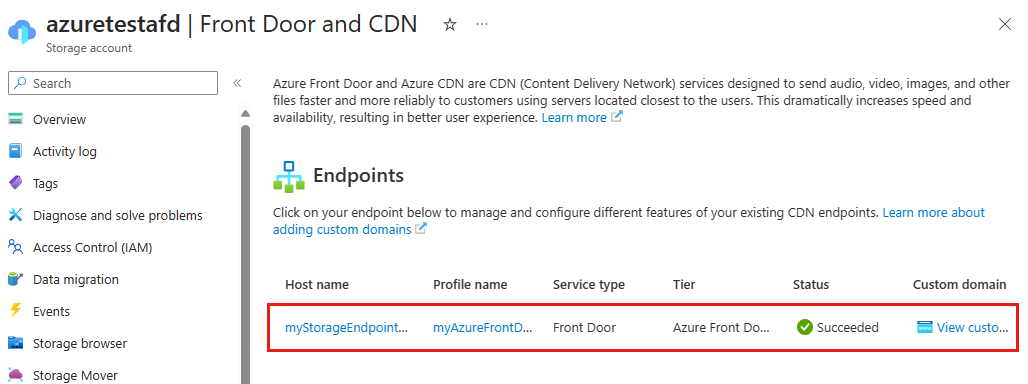 azuretestafd | Front Door and CDN
Storage account
Search
Overview
Activity log
Tags
Diagnose and solve problems
Access Control (IAM)
Data migration
Events
Storage browser
Storage Mover
Azure Front Door and Azure CDN are CDN (Content Delivery Network) services designed to send audio, video, images, and other
files faster and more reliably to customers using servers located closest to the users. This dramatically increases speed and
availability, resulting in better user experience. Learn more
Endpoints
Click on your endpoint below to manage and configure different features of your existing CDN endpoints. Learn more about
adding custom domains
Host name Profile name Service type Tier Status Custom domain
myStorageEndpoint... myAzureFrontD... Front Door Azure Front Do... Succeeded View custo...